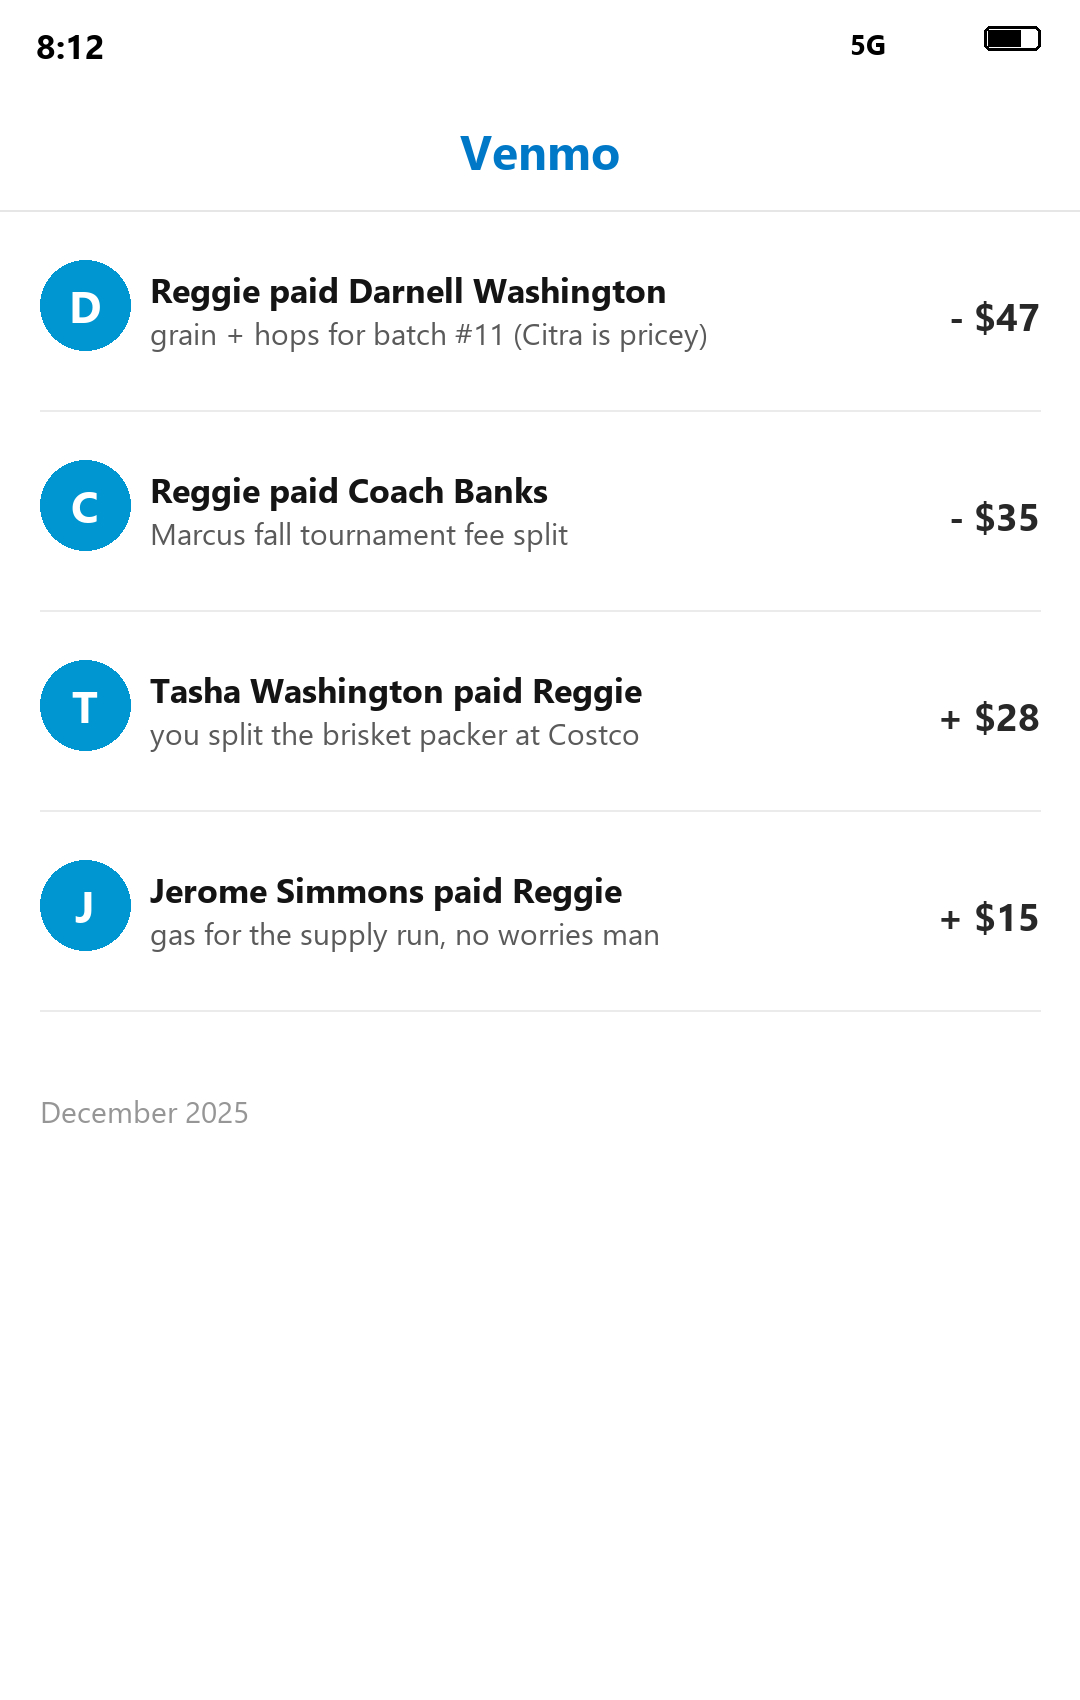 8:12
5G
Venmo
D
Reggie paid Darnell Washington
grain + hops for batch #11 (Citra is pricey)
- $47
C
Reggie paid Coach Banks
Marcus fall tournament fee split
- $35
T
Tasha Washington paid Reggie
you split the brisket packer at Costco
+ $28
J
Jerome Simmons paid Reggie
gas for the supply run, no worries man
+ $15
December 2025